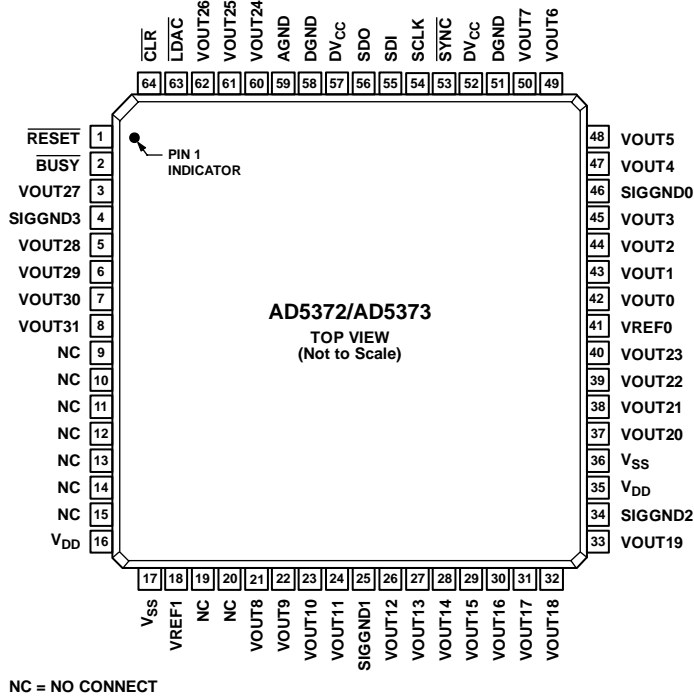 CLR
LDAC
VOUT26
VOUT25
VOUT24
AGND
DGND
DVCC
SDO
SDI
SCLK
SYNC
DVCC
DGND
VOUT7
VOUT6
64 63 62 61 60 59 58 57 56 55 54 53 52 51 50 49
RESET 1
BUSY 2
VOUT27 3
SIGGND3 4
VOUT28 5
VOUT29 6
VOUT30 7
VOUT31 8
NC 9
NC 10
NC 11
NC 12
NC 13
NC 14
NC 15
VDD 16
PIN 1
INDICATOR
AD5372/AD5373
TOP VIEW
(Not to Scale)
48 VOUT5
47 VOUT4
46 SIGGND0
45 VOUT3
44 VOUT2
43 VOUT1
42 VOUT0
41 VREF0
40 VOUT23
39 VOUT22
38 VOUT21
37 VOUT20
36 VSS
35 VDD
34 SIGGND2
33 VOUT19
17 18 19 20 21 22 23 24 25 26 27 28 29 30 31 32
VSS
VREF1
NC
NC
VOUT8
VOUT9
VOUT10
VOUT11
SIGGND1
VOUT12
VOUT13
VOUT14
VOUT15
VOUT16
VOUT17
VOUT18
NC = NO CONNECT